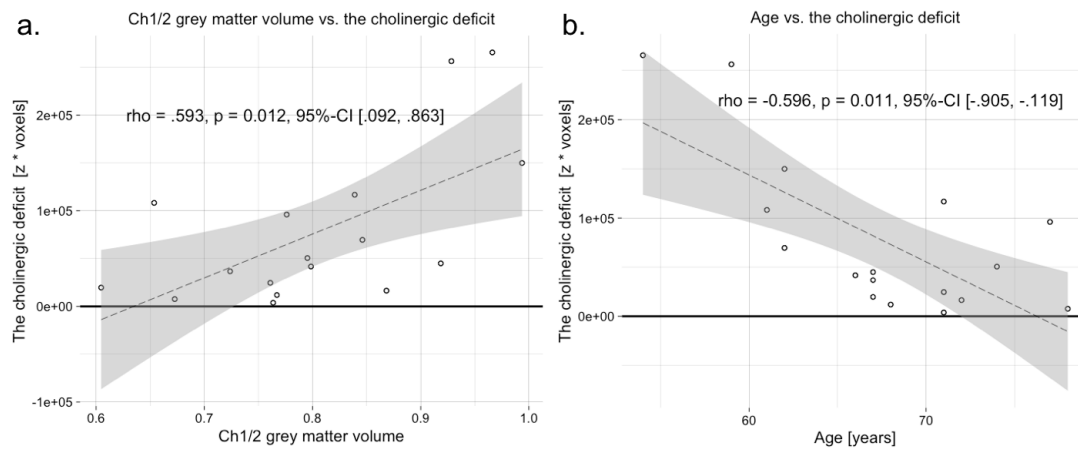 a.
Ch1/2 grey matter volume vs. the cholinergic deficit
The cholinergic deficit [z * voxels]
rho = .593, p = 0.012, 95%-CI [.092, .863]
2e+05
1e+05
0e+00
-1e+05
0.6 0.7 0.8 0.9 1.0
Ch1/2 grey matter volume
b.
Age vs. the cholinergic deficit
The cholinergic deficit [z * voxels]
rho = -0.596, p = 0.011, 95%-CI [-.905, -.119]
2e+05
1e+05
0e+00
60 70
Age [years]